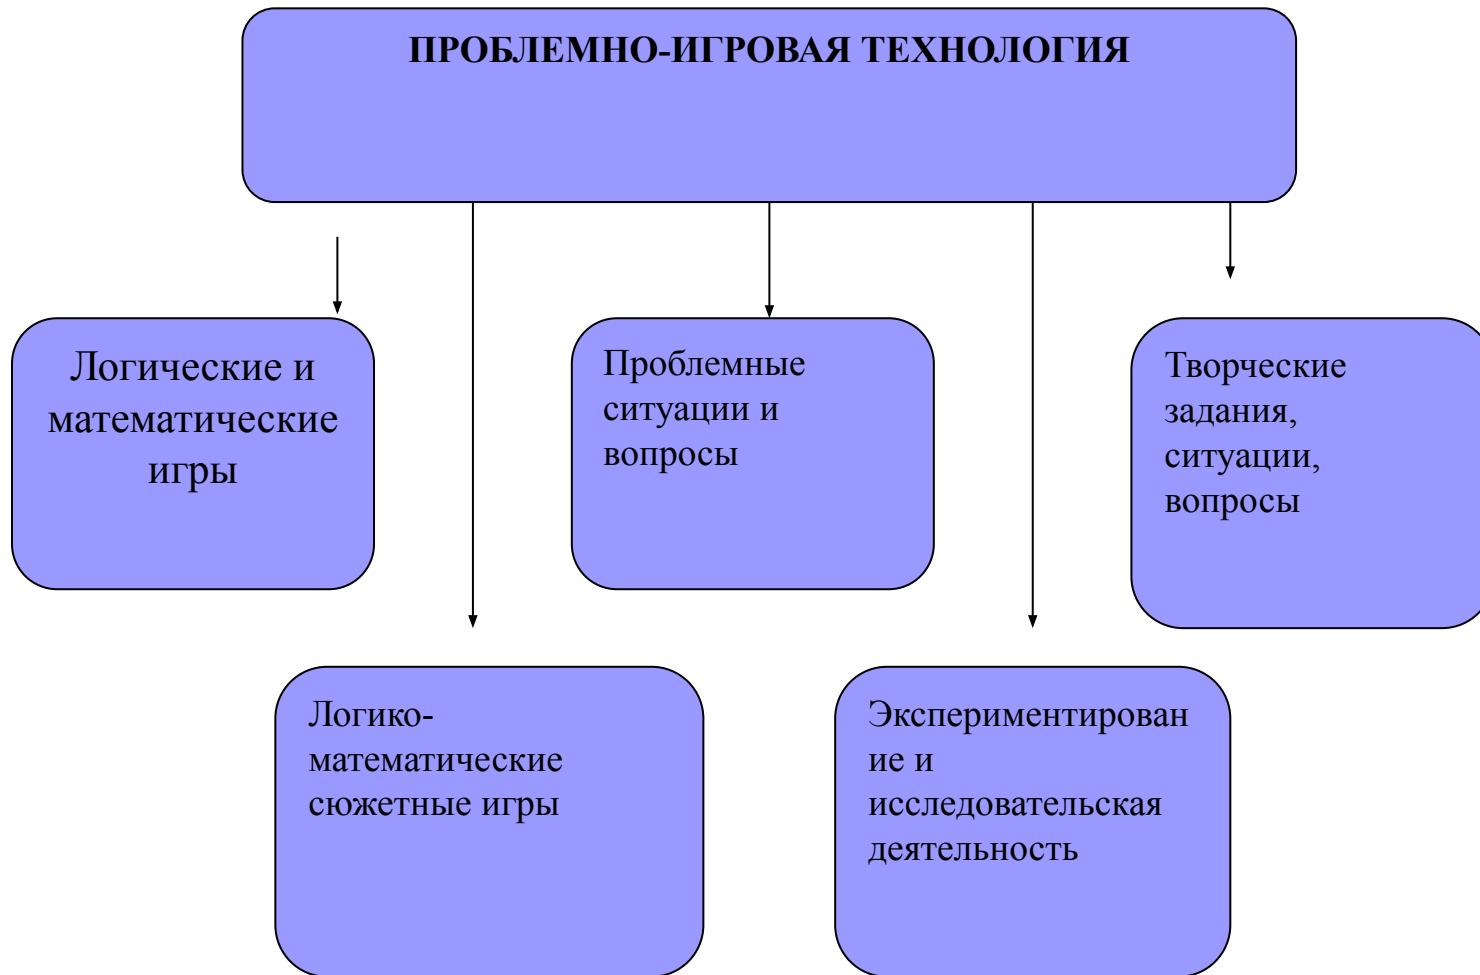 ПРОБЛЕМНО-ИГРОВАЯ ТЕХНОЛОГИЯ
Логические и
математические
игры
Проблемные
ситуации и
вопросы
Творческие
задания,
ситуации,
вопросы
Логико-
математические
сюжетные игры
Экспериментирован
ие и
исследовательская
деятельность